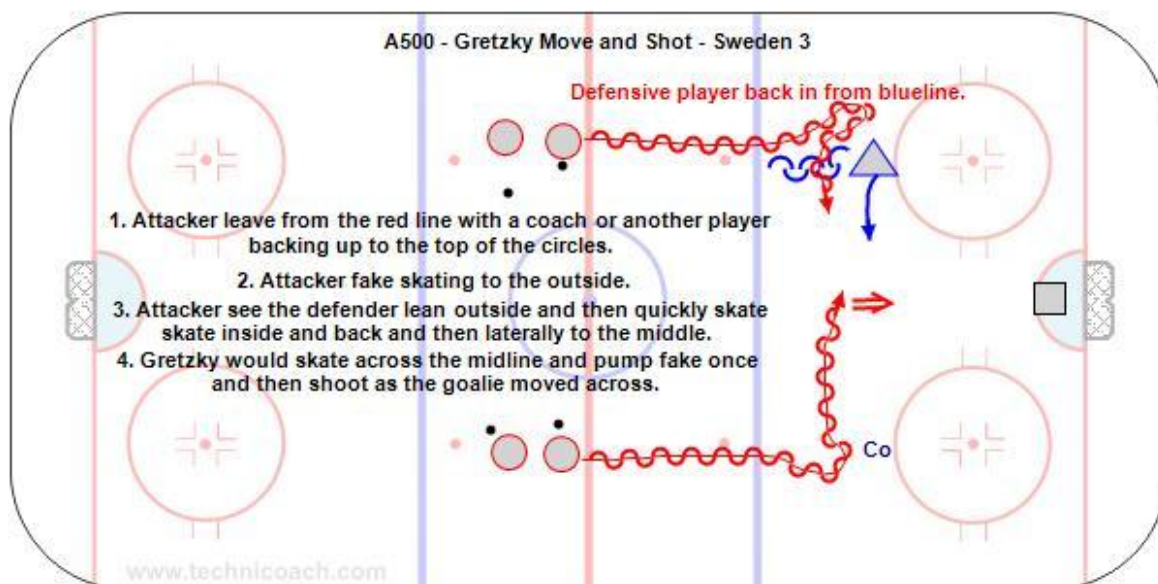 A500 - Gretzky Move and Shot - Sweden 3
Defensive player back in from blueline.
1. Attacker leave from the red line with a coach or another player
backing up to the top of the circles.
2. Attacker fake skating to the outside.
3. Attacker see the defender lean outside and then quickly skate
skate inside and back and then laterally to the middle.
4. Gretzky would skate across the midline and pump fake once
and then shoot as the goalie moved across.
Co
www.technicoach.com